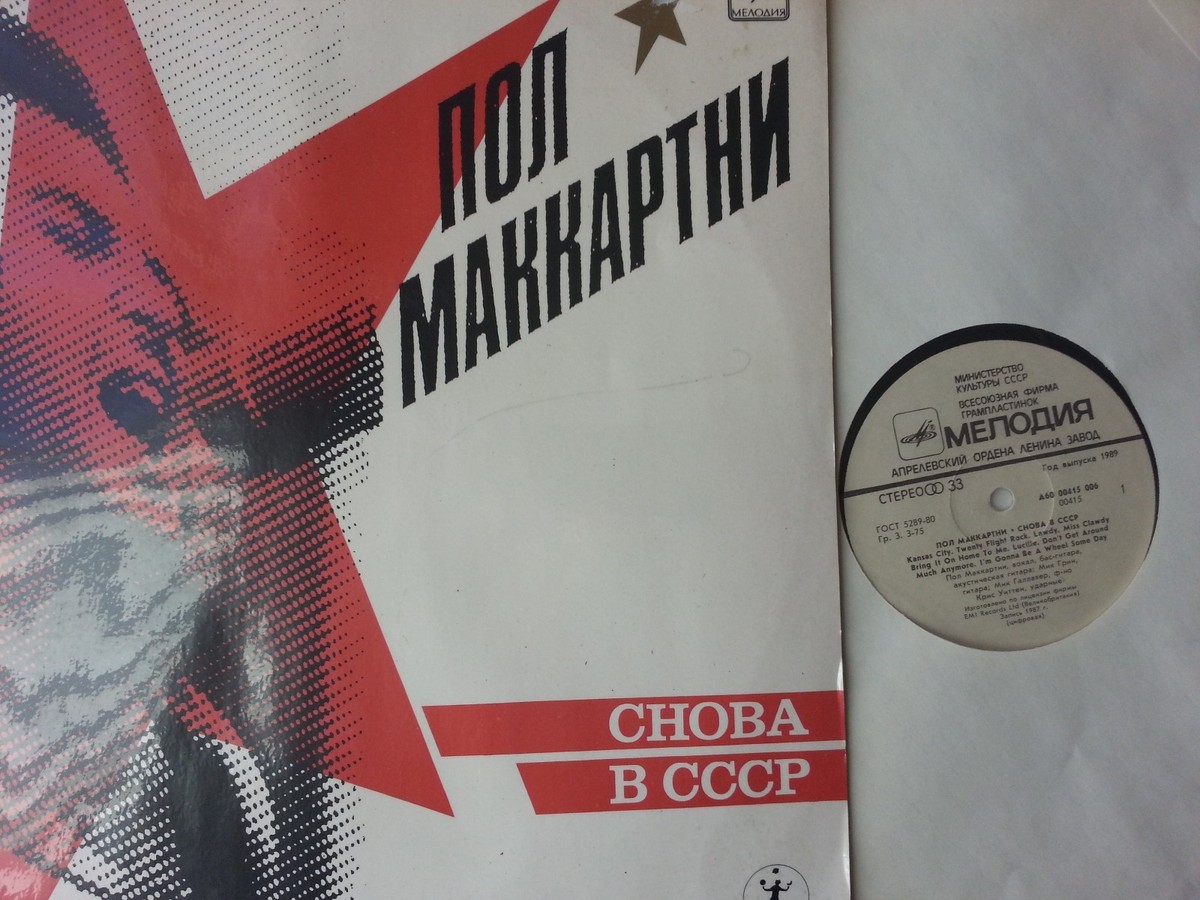 МЕЛОДИЯ
ПОЛ
МАККАРТНИ
СНОВА
В СССР
МИНИСТЕРСТВО
КУЛЬТУРЫ СССР
ВСЕСОЮЗНАЯ ФИРМА
ГРАМПЛАСТИНОК
МЕЛОДИЯ
АПРЕЛЕВСКИЙ ОРДЕНА ЛЕНИНА ЗАВОД
СТЕРЕО 33
Год выпуска 1989
ГОСТ 5289-80
Гр. 3. 3-75
А60 00415 006
00415
1
ПОЛ МАККАРТНИ • СНОВА В СССР
Kansas City. Twenty Flight Rock. Lawdy, Miss Clawdy
Bring It On Home To Me. Lucille. Don't Get Around
Much Anymore. I'm Gonna Be A Wheel Some Day
Пол Маккартни, вокал, бас-гитара,
акустическая гитара; Мик Грин,
гитара; Мик Галлахер, ф-но
Крис Уиттен, ударные
Изготовлено по лицензии фирмы
EMI Records Ltd (Великобритания)
Запись 1987 г.
(цифровая)